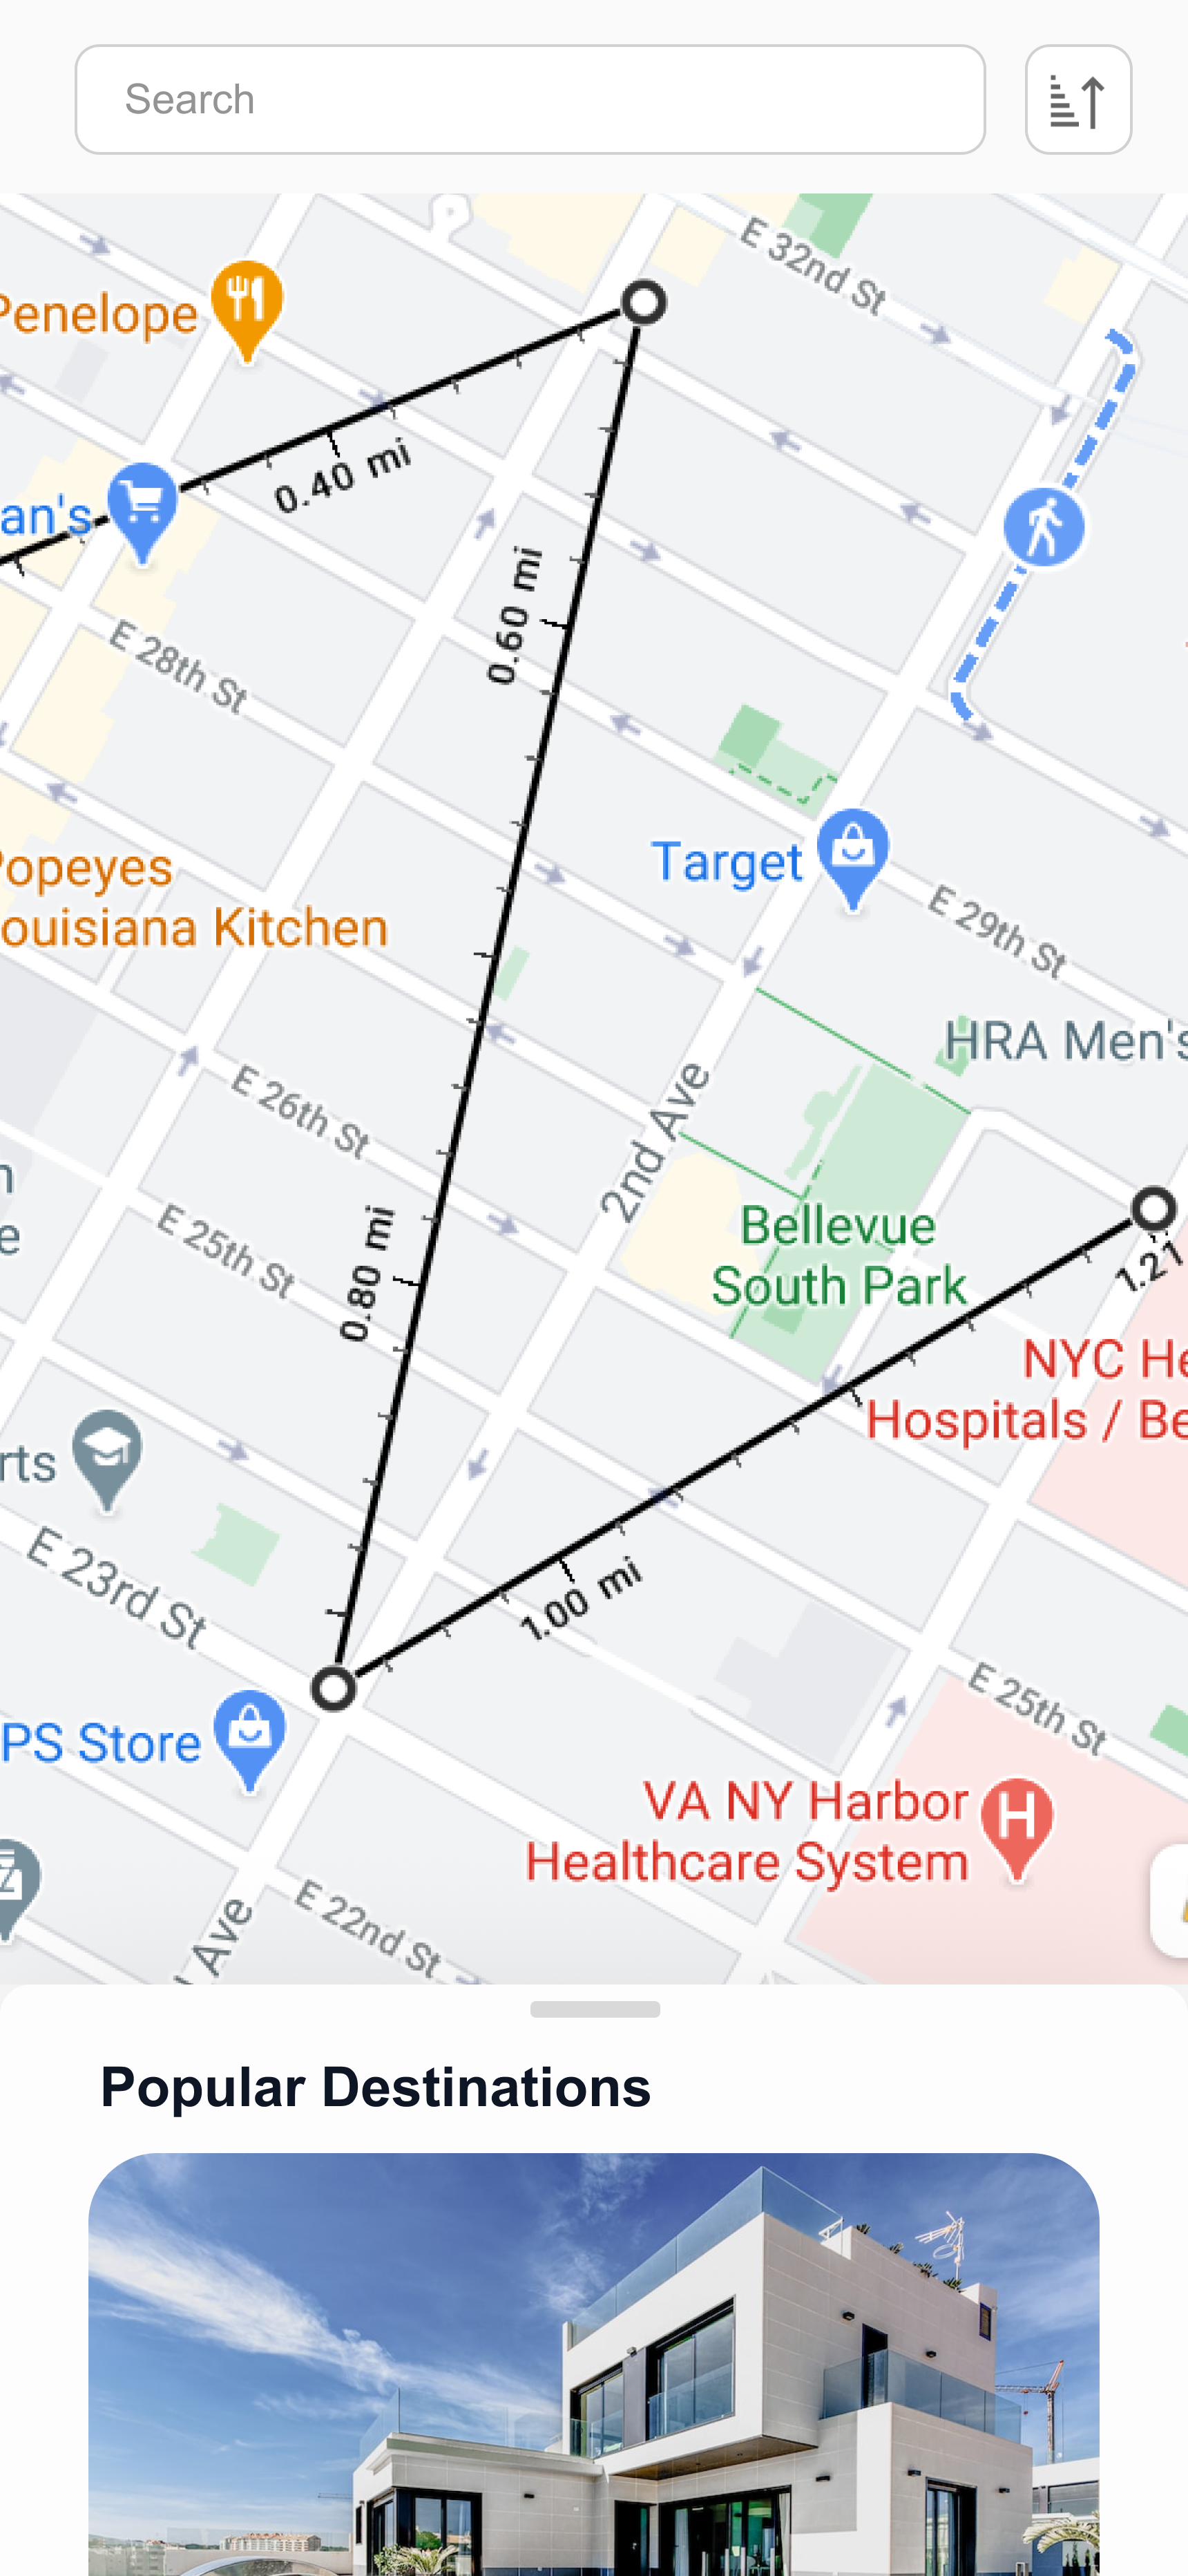 Search
E 32nd St
Penelope
0.40 mi
an's
0.60 mi
E 28th St
Target
Popeyes
ouisiana Kitchen
E 29th St
HRA Men's
E 26th St
2nd Ave
n
e
E 25th St
Bellevue
South Park
0.80 mi
1.21
NYC He
Hospitals / Be
rts
E 23rd St
1.00 mi
PS Store
E 25th St
VA NY Harbor
Healthcare System
E 22nd St
Ave
Popular Destinations